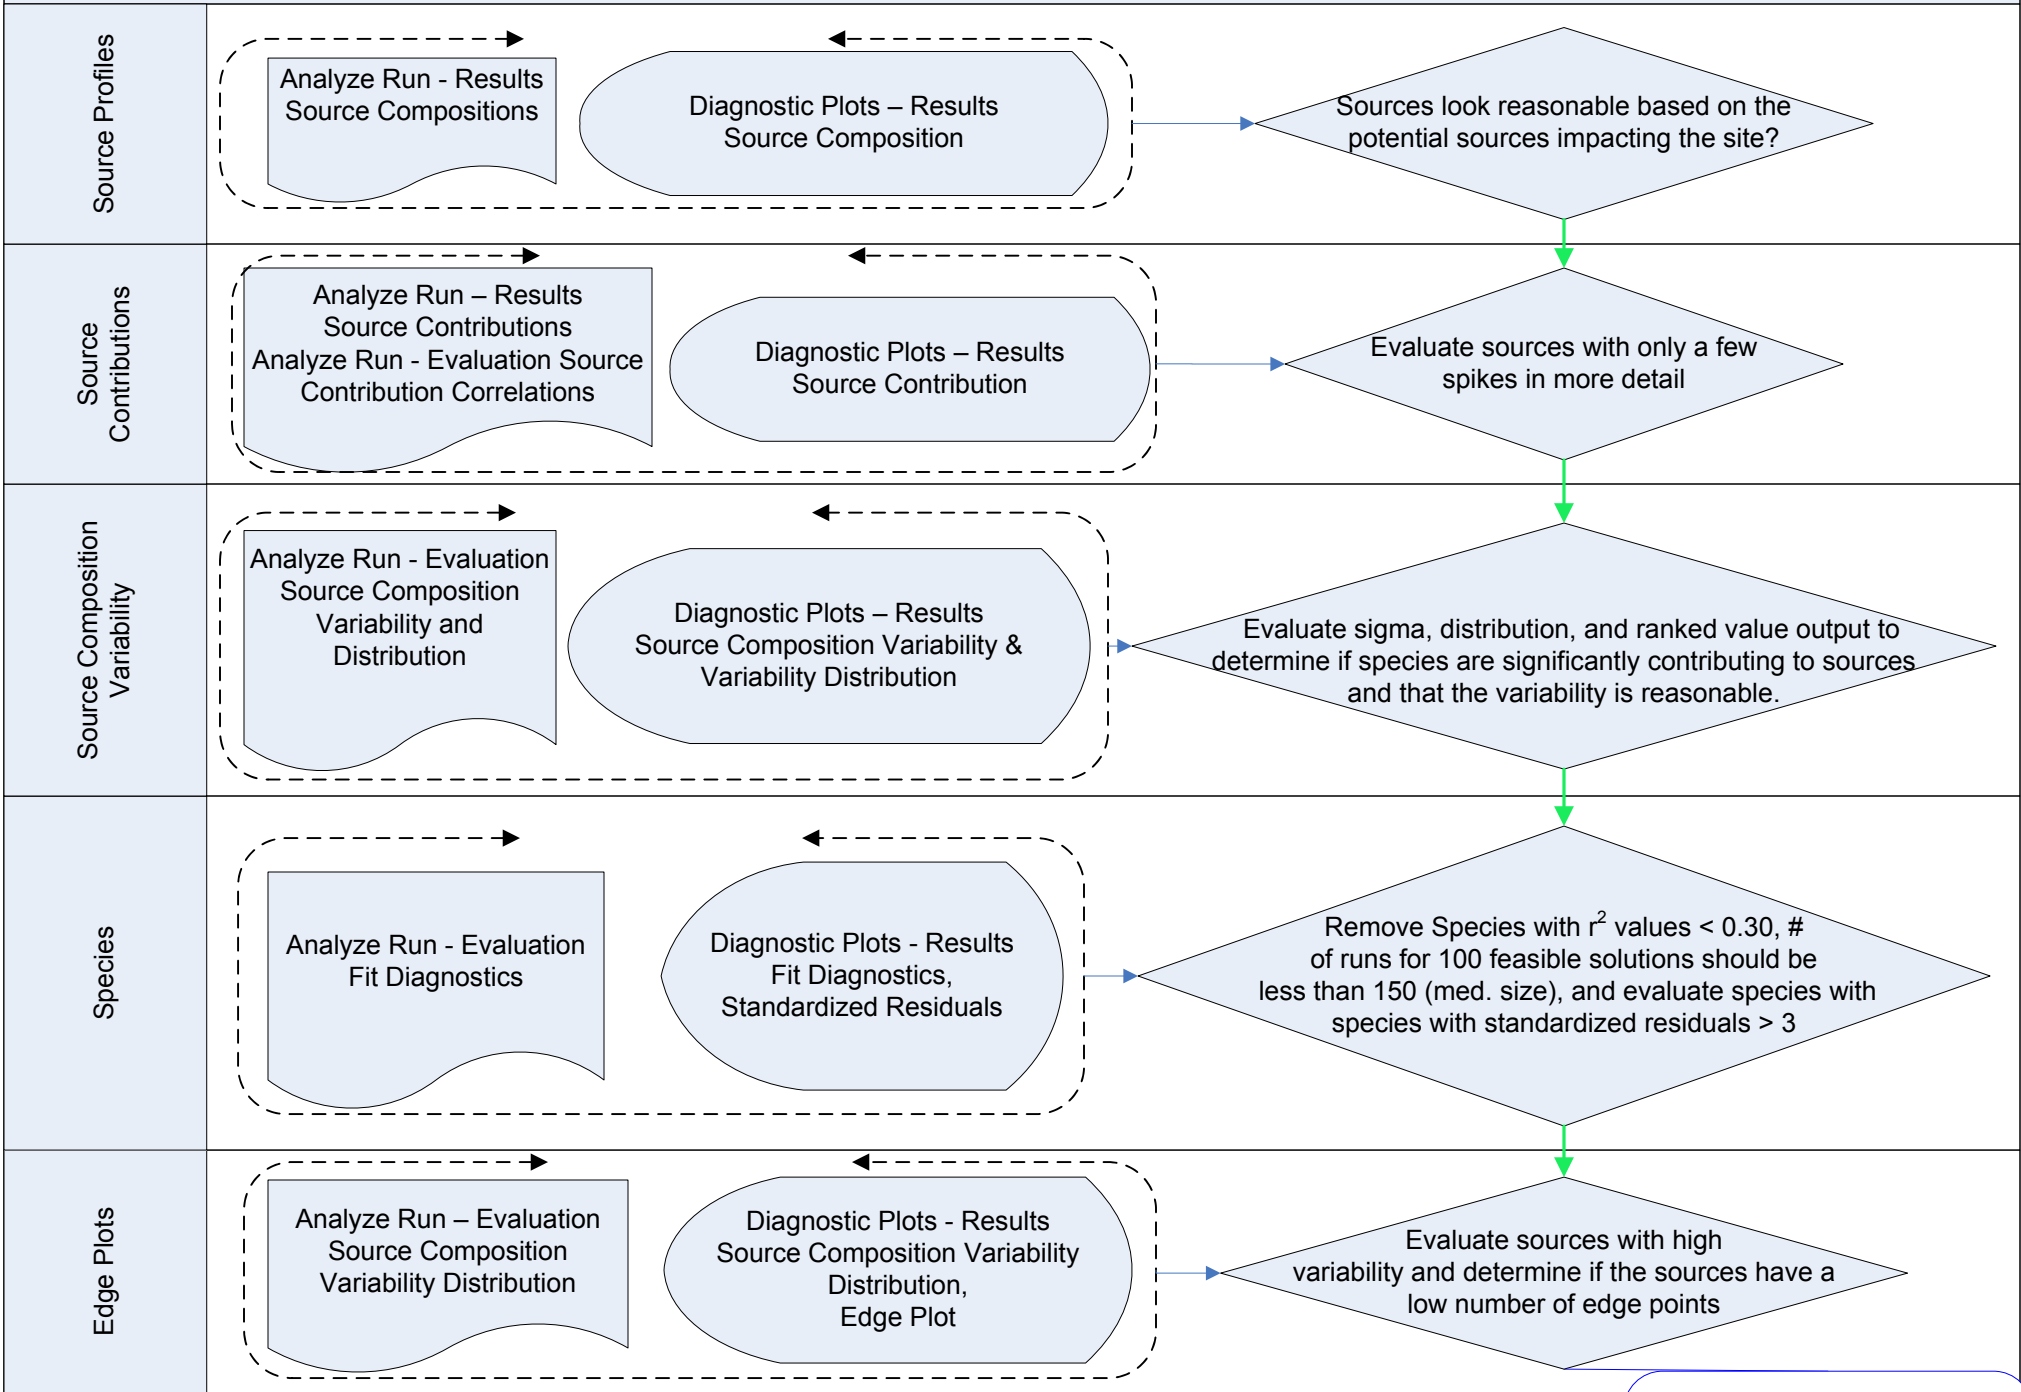 Source Profiles
Analyze Run - Results
Source Compositions
Diagnostic Plots – Results
Source Composition
Sources look reasonable based on the
potential sources impacting the site?
Source
Contributions
Analyze Run – Results
Source Contributions
Analyze Run - Evaluation Source
Contribution Correlations
Diagnostic Plots – Results
Source Contribution
Evaluate sources with only a few
spikes in more detail
Source Composition
Variability
Analyze Run - Evaluation
Source Composition
Variability and
Distribution
Diagnostic Plots – Results
Source Composition Variability &
Variability Distribution
Evaluate sigma, distribution, and ranked value output to
determine if species are significantly contributing to sources
and that the variability is reasonable.
Species
Analyze Run - Evaluation
Fit Diagnostics
Diagnostic Plots - Results
Fit Diagnostics,
Standardized Residuals
Remove Species with r² values < 0.30, #
of runs for 100 feasible solutions should be
less than 150 (med. size), and evaluate species with
species with standardized residuals > 3
Edge Plots
Analyze Run – Evaluation
Source Composition
Variability Distribution
Diagnostic Plots - Results
Source Composition Variability
Distribution,
Edge Plot
Evaluate sources with high
variability and determine if the sources have a
low number of edge points